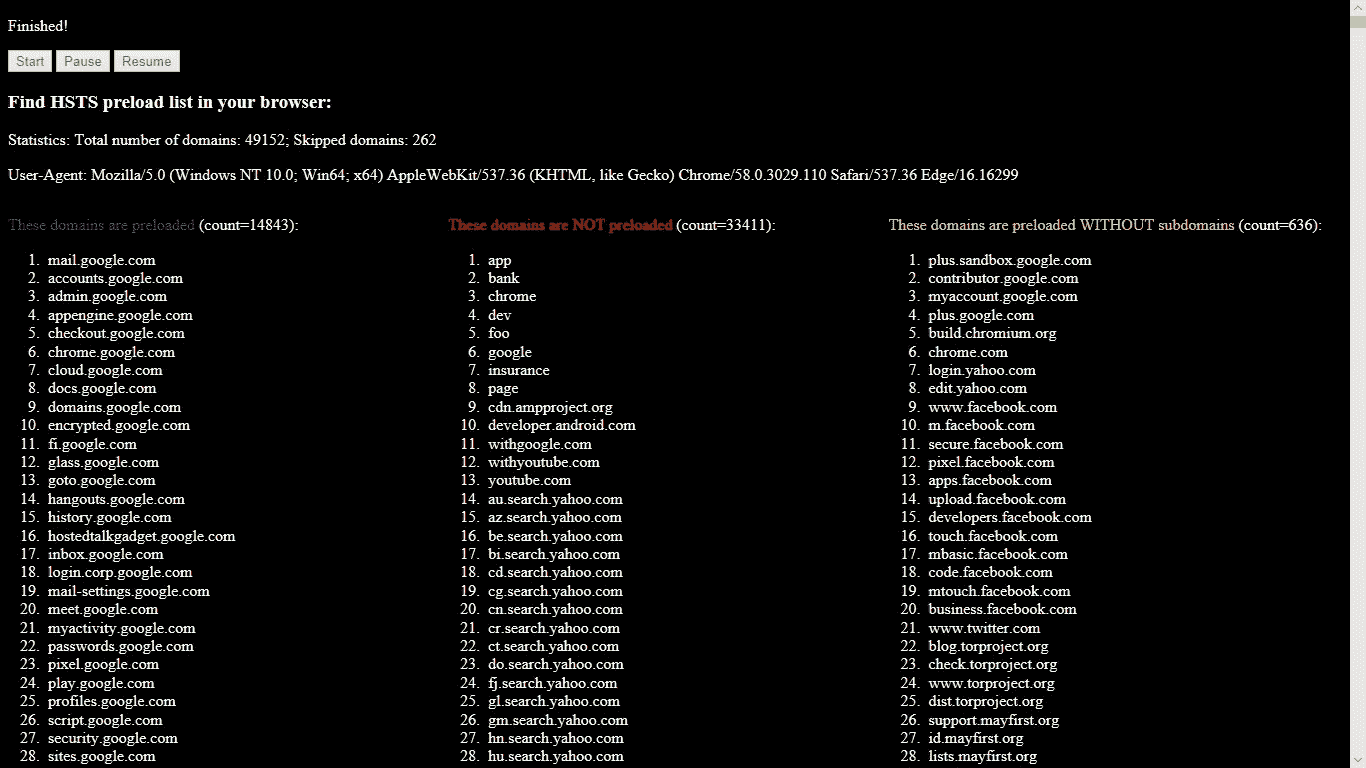 Finished!
Start Pause Resume
Find HSTS preload list in your browser:
Statistics: Total number of domains: 49152; Skipped domains: 262
User-Agent: Mozilla/5.0 (Windows NT 10.0; Win64; x64) AppleWebKit/537.36 (KHTML, like Gecko) Chrome/58.0.3029.110 Safari/537.36 Edge/16.16299
These domains are preloaded (count=14843):
1. mail.google.com
2. accounts.google.com
3. admin.google.com
4. appengine.google.com
5. checkout.google.com
6. chrome.google.com
7. cloud.google.com
8. docs.google.com
9. domains.google.com
10. encrypted.google.com
11. fi.google.com
12. glass.google.com
13. goto.google.com
14. hangouts.google.com
15. history.google.com
16. hostedtalkgadget.google.com
17. inbox.google.com
18. login.corp.google.com
19. mail-settings.google.com
20. meet.google.com
21. myactivity.google.com
22. passwords.google.com
23. pixel.google.com
24. play.google.com
25. profiles.google.com
26. script.google.com
27. security.google.com
28. sites.google.com
These domains are NOT preloaded (count=33411):
1. app
2. bank
3. chrome
4. dev
5. foo
6. google
7. insurance
8. page
9. cdn.ampproject.org
10. developer.android.com
11. withgoogle.com
12. withyoutube.com
13. youtube.com
14. au.search.yahoo.com
15. az.search.yahoo.com
16. be.search.yahoo.com
17. bi.search.yahoo.com
18. cd.search.yahoo.com
19. cg.search.yahoo.com
20. cn.search.yahoo.com
21. cr.search.yahoo.com
22. ct.search.yahoo.com
23. do.search.yahoo.com
24. fj.search.yahoo.com
25. gl.search.yahoo.com
26. gm.search.yahoo.com
27. hn.search.yahoo.com
28. hu.search.yahoo.com
These domains are preloaded WITHOUT subdomains (count=636):
1. plus.sandbox.google.com
2. contributor.google.com
3. myaccount.google.com
4. plus.google.com
5. build.chromium.org
6. chrome.com
7. login.yahoo.com
8. edit.yahoo.com
9. www.facebook.com
10. m.facebook.com
11. secure.facebook.com
12. pixel.facebook.com
13. apps.facebook.com
14. upload.facebook.com
15. developers.facebook.com
16. touch.facebook.com
17. mbasic.facebook.com
18. code.facebook.com
19. mtouch.facebook.com
20. business.facebook.com
21. www.twitter.com
22. blog.torproject.org
23. check.torproject.org
24. www.torproject.org
25. dist.torproject.org
26. support.mayfirst.org
27. id.mayfirst.org
28. lists.mayfirst.org